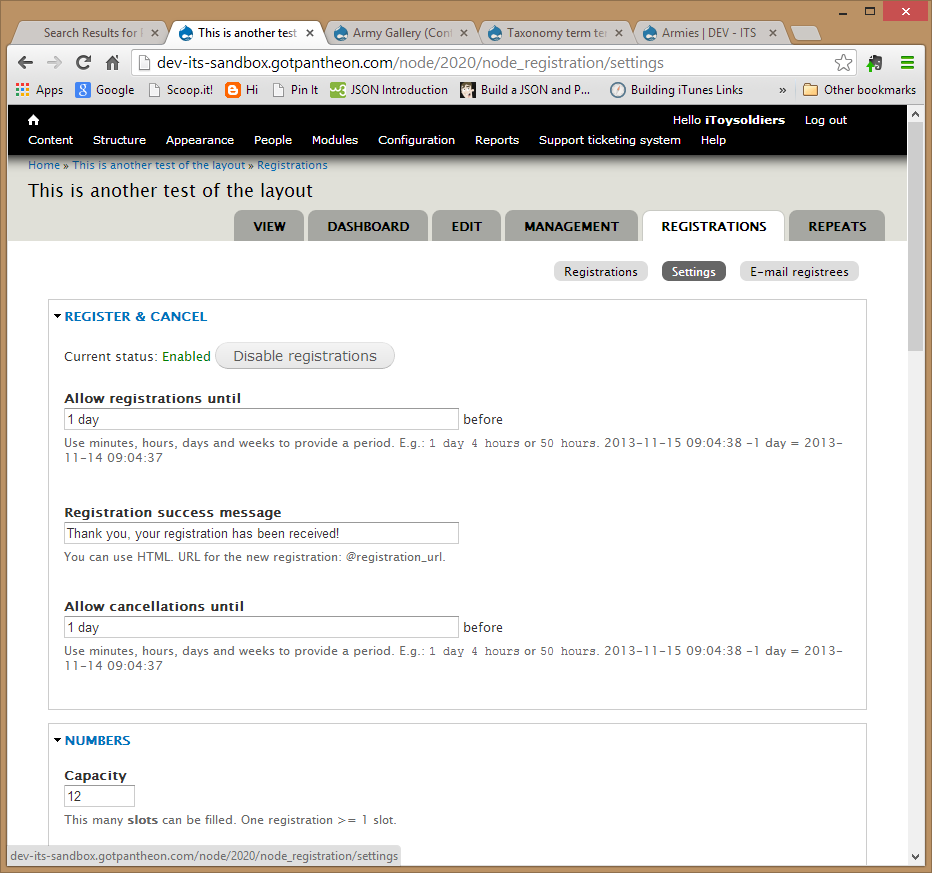 Search Results for
This is another test
Army Gallery (Con
Taxonomy term te
Armies | DEV - ITS
dev-its-sandbox.gotpantheon.com/node/2020/node_registration/settings
Apps Google Scoop.it! Hi Pin It JSON Introduction Build a JSON and P... Building iTunes Links » Other bookmarks
Hello iToysoldiers Log out
Content Structure Appearance People Modules Configuration Reports Support ticketing system Help
Home » This is another test of the layout » Registrations
This is another test of the layout
VIEW DASHBOARD EDIT MANAGEMENT REGISTRATIONS REPEATS
Registrations Settings E-mail registrees
REGISTER & CANCEL
Current status: Enabled Disable registrations
Allow registrations until
1 day before
Use minutes, hours, days and weeks to provide a period. E.g.: 1 day 4 hours or 50 hours. 2013-11-15 09:04:38 -1 day = 2013-
11-14 09:04:37
Registration success message
Thank you, your registration has been received!
You can use HTML. URL for the new registration: @registration_url.
Allow cancellations until
1 day before
Use minutes, hours, days and weeks to provide a period. E.g.: 1 day 4 hours or 50 hours. 2013-11-15 09:04:38 -1 day = 2013-
11-14 09:04:37
NUMBERS
Capacity
12
This many slots can be filled. One registration >= 1 slot.
dev-its-sandbox.gotpantheon.com/node/2020/node_registration/settings